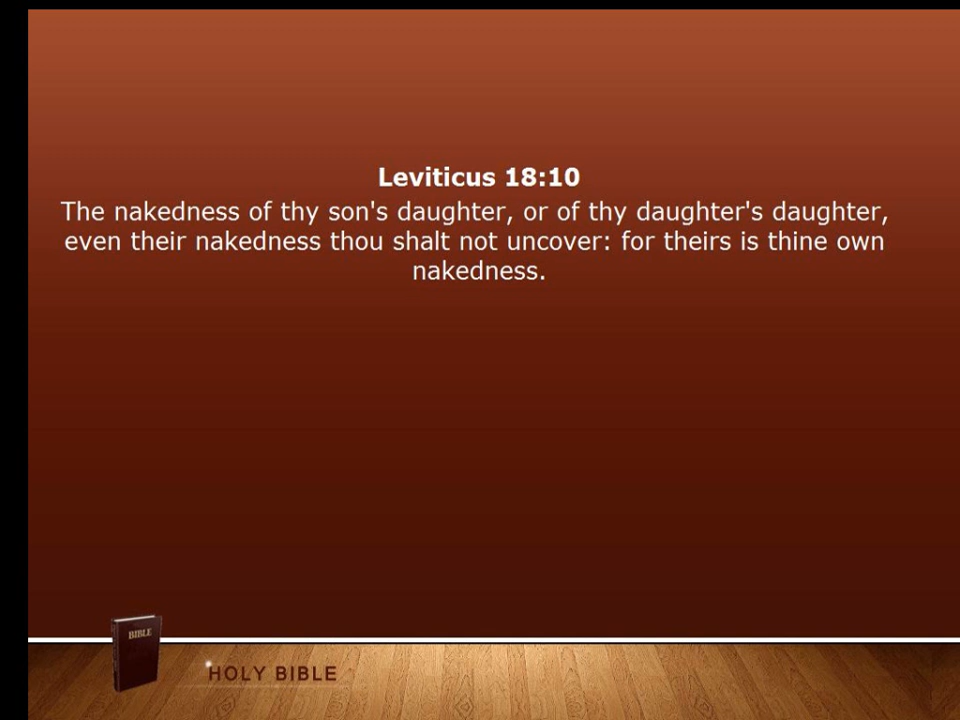 Leviticus 18:10
The nakedness of thy son's daughter, or of thy daughter's daughter,
even their nakedness thou shalt not uncover: for theirs is thine own
nakedness.
BIBLE
HOLY BIBLE